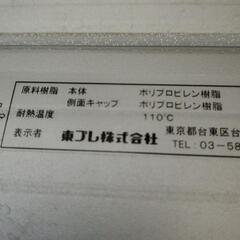 原料樹脂 本体 ポリプロピレン樹脂
側面キャップ ポリプロピレン樹脂
耐熱温度 110℃
表示者 東プレ株式会社 東京都台東区台
TEL:03-58